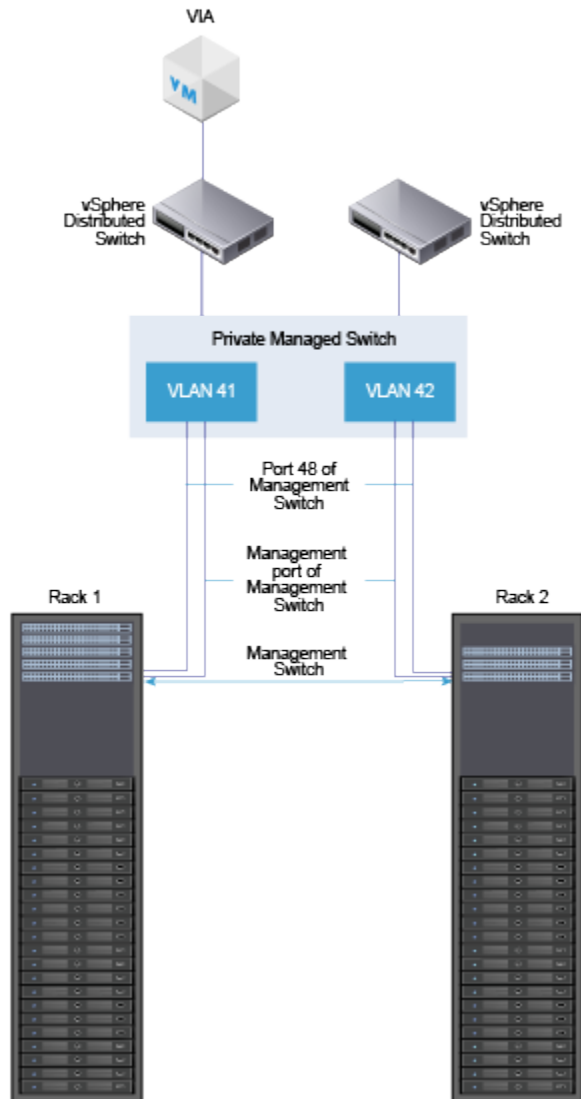 VIA
VM
vSphere
Distributed
Switch
vSphere
Distributed
Switch
Private Managed Switch
VLAN 41
VLAN 42
Port 48 of
Management
Switch
Management
port of
Management
Switch
Rack 1
Rack 2
Management
Switch